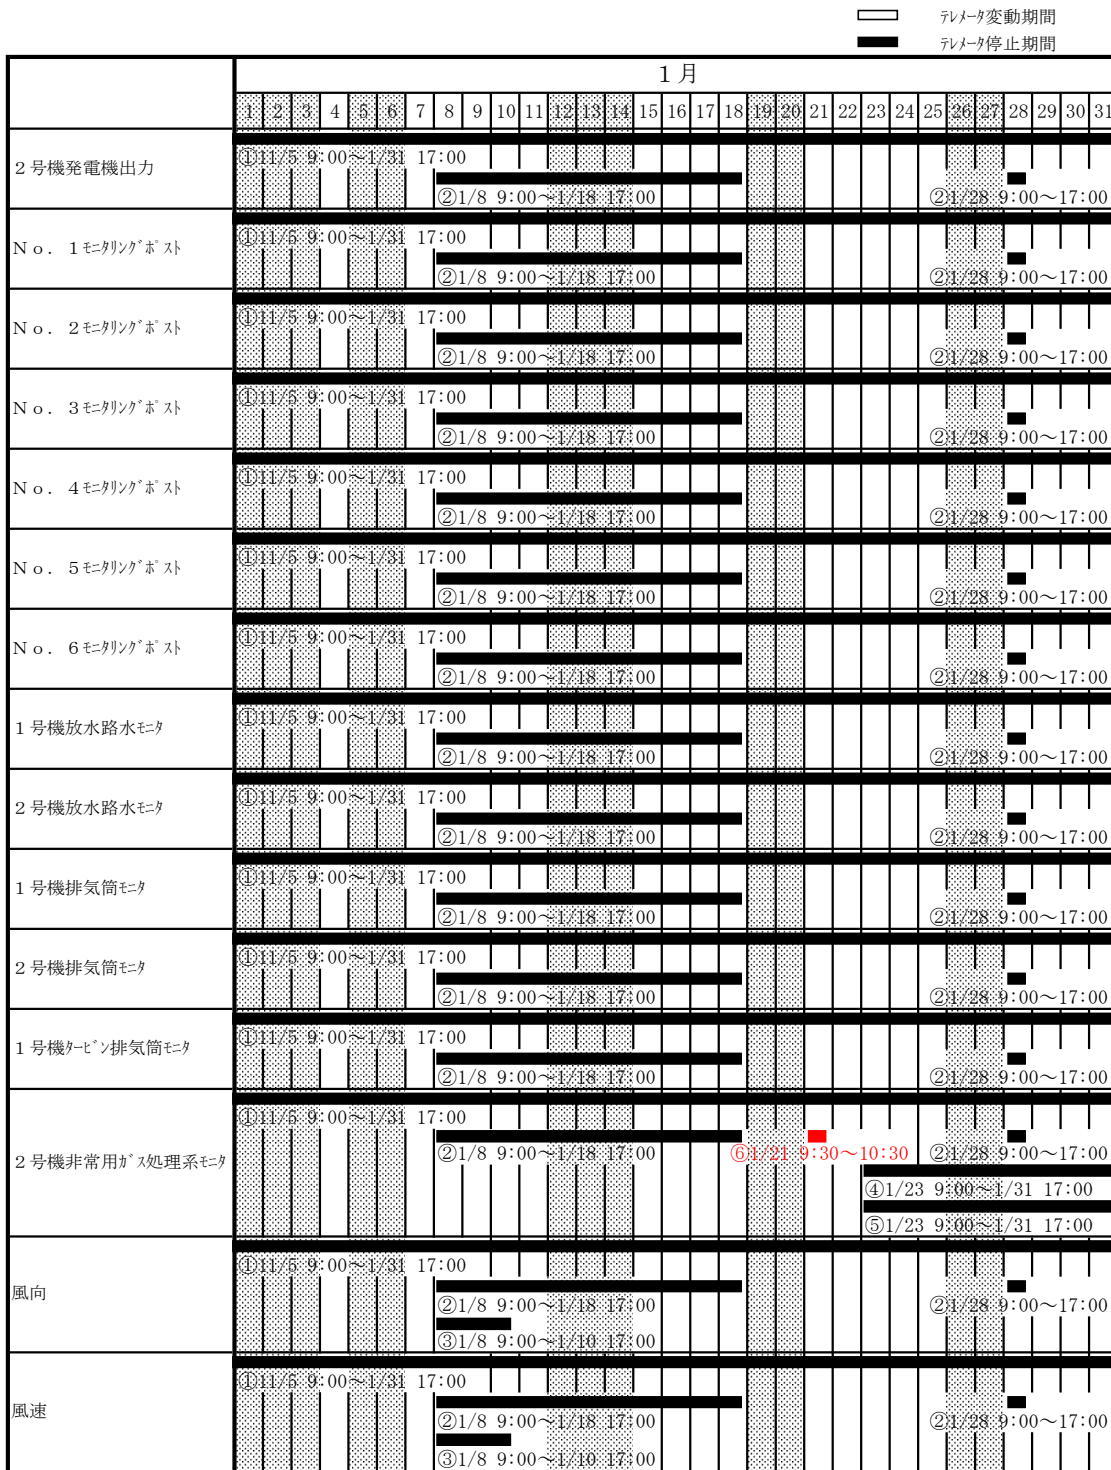 ﾃﾚﾒｰﾀ変動期間
ﾃﾚﾒｰﾀ停止期間
１月
1 2 3 4 5 6 7 8 9 10 11 12 13 14 15 16 17 18 19 20 21 22 23 24 25 26 27 28 29 30 31
２号機発電機出力
①11/5 9:00～1/31 17:00
②1/8 9:00～1/18 17:00 ②1/28 9:00～17:00
Ｎｏ．１ﾓﾆﾀﾘﾝｸﾞﾎﾟｽﾄ
①11/5 9:00～1/31 17:00
②1/8 9:00～1/18 17:00 ②1/28 9:00～17:00
Ｎｏ．２ﾓﾆﾀﾘﾝｸﾞﾎﾟｽﾄ
①11/5 9:00～1/31 17:00
②1/8 9:00～1/18 17:00 ②1/28 9:00～17:00
Ｎｏ．３ﾓﾆﾀﾘﾝｸﾞﾎﾟｽﾄ
①11/5 9:00～1/31 17:00
②1/8 9:00～1/18 17:00 ②1/28 9:00～17:00
Ｎｏ．４ﾓﾆﾀﾘﾝｸﾞﾎﾟｽﾄ
①11/5 9:00～1/31 17:00
②1/8 9:00～1/18 17:00 ②1/28 9:00～17:00
Ｎｏ．５ﾓﾆﾀﾘﾝｸﾞﾎﾟｽﾄ
①11/5 9:00～1/31 17:00
②1/8 9:00～1/18 17:00 ②1/28 9:00～17:00
Ｎｏ．６ﾓﾆﾀﾘﾝｸﾞﾎﾟｽﾄ
①11/5 9:00～1/31 17:00
②1/8 9:00～1/18 17:00 ②1/28 9:00～17:00
１号機放水路水ﾓﾆﾀ
①11/5 9:00～1/31 17:00
②1/8 9:00～1/18 17:00 ②1/28 9:00～17:00
２号機放水路水ﾓﾆﾀ
①11/5 9:00～1/31 17:00
②1/8 9:00～1/18 17:00 ②1/28 9:00～17:00
１号機排気筒ﾓﾆﾀ
①11/5 9:00～1/31 17:00
②1/8 9:00～1/18 17:00 ②1/28 9:00～17:00
２号機排気筒ﾓﾆﾀ
①11/5 9:00～1/31 17:00
②1/8 9:00～1/18 17:00 ②1/28 9:00～17:00
１号機ﾀｰﾋﾞﾝ排気筒ﾓﾆﾀ
①11/5 9:00～1/31 17:00
②1/8 9:00～1/18 17:00 ②1/28 9:00～17:00
２号機非常用ｶﾞｽ処理系ﾓﾆﾀ
①11/5 9:00～1/31 17:00
②1/8 9:00～1/18 17:00 ⑥1/21 9:30～10:30 ②1/28 9:00～17:00
④1/23 9:00～1/31 17:00
⑤1/23 9:00～1/31 17:00
風向
①11/5 9:00～1/31 17:00
②1/8 9:00～1/18 17:00 ②1/28 9:00～17:00
③1/8 9:00～1/10 17:00
風速
①11/5 9:00～1/31 17:00
②1/8 9:00～1/18 17:00 ②1/28 9:00～17:00
③1/8 9:00～1/10 17:00